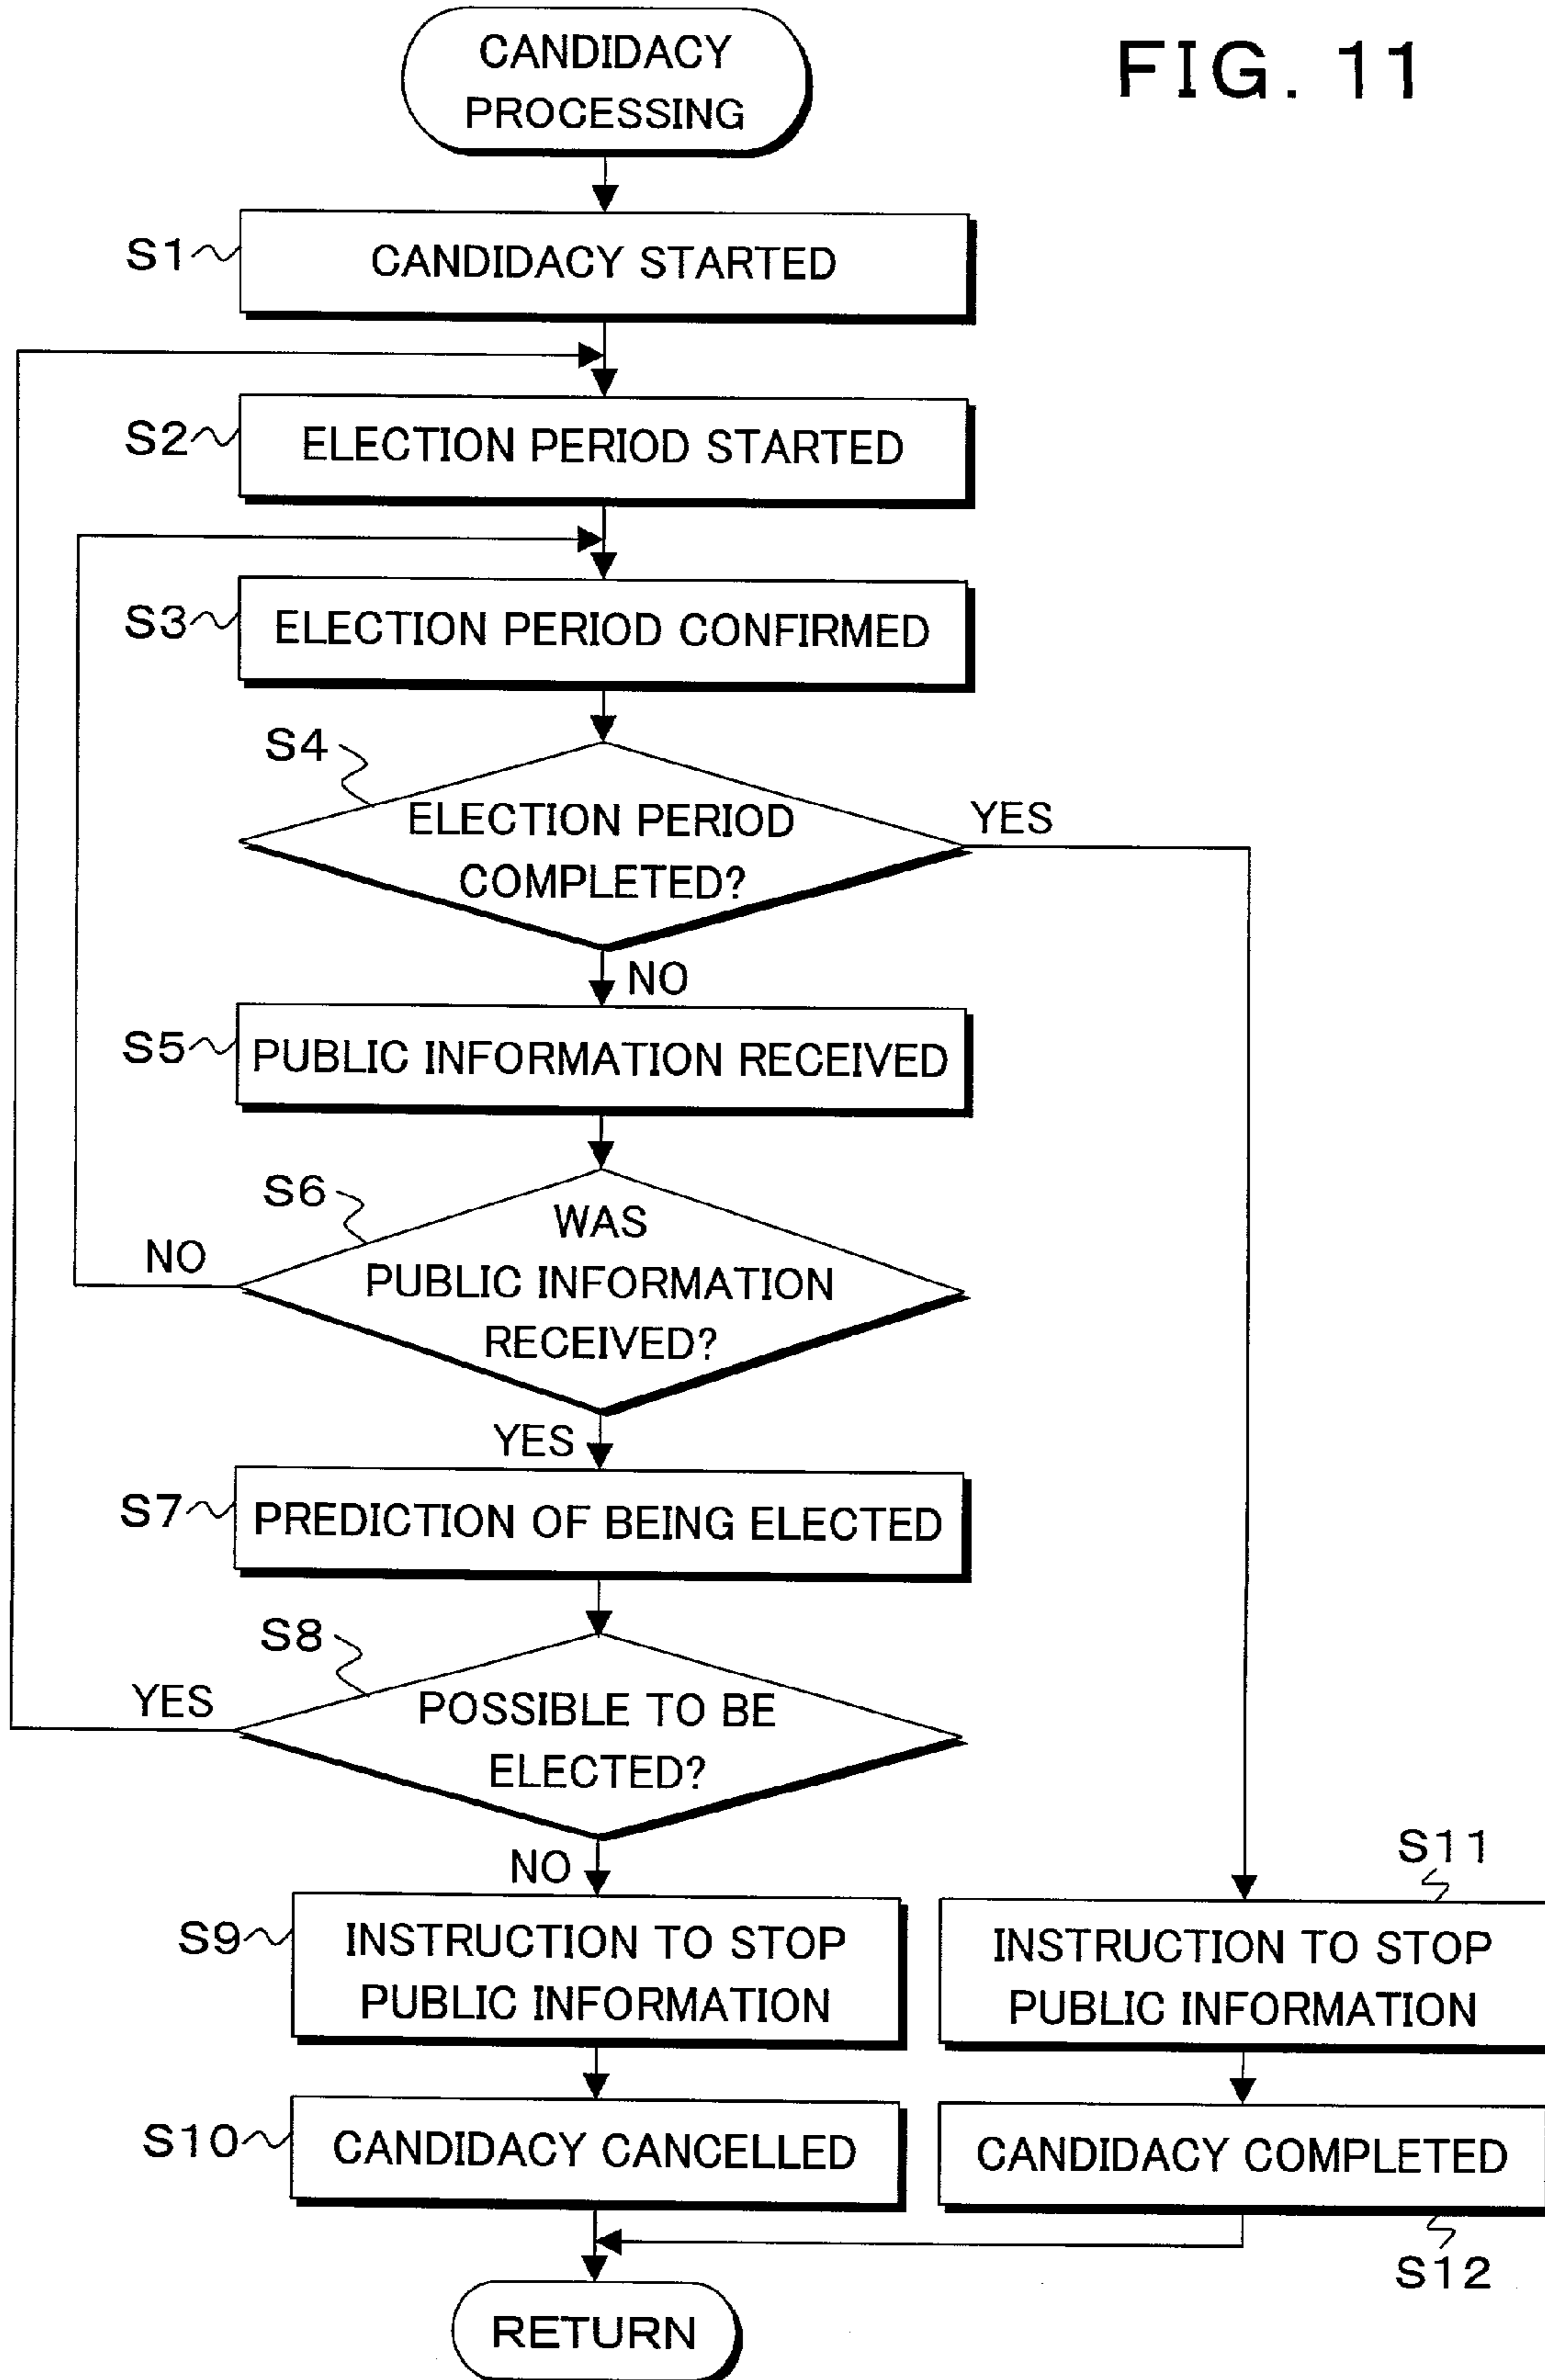 FIG. 11
CANDIDACY
PROCESSING
S1
CANDIDACY STARTED
S2
ELECTION PERIOD STARTED
S3
ELECTION PERIOD CONFIRMED
S4
ELECTION PERIOD
COMPLETED?
YES
NO
S5
PUBLIC INFORMATION RECEIVED
S6
WAS
PUBLIC INFORMATION
RECEIVED?
NO
YES
S7
PREDICTION OF BEING ELECTED
S8
POSSIBLE TO BE
ELECTED?
YES
NO
S9
INSTRUCTION TO STOP
PUBLIC INFORMATION
S10
CANDIDACY CANCELLED
S11
INSTRUCTION TO STOP
PUBLIC INFORMATION
CANDIDACY COMPLETED
S12
RETURN